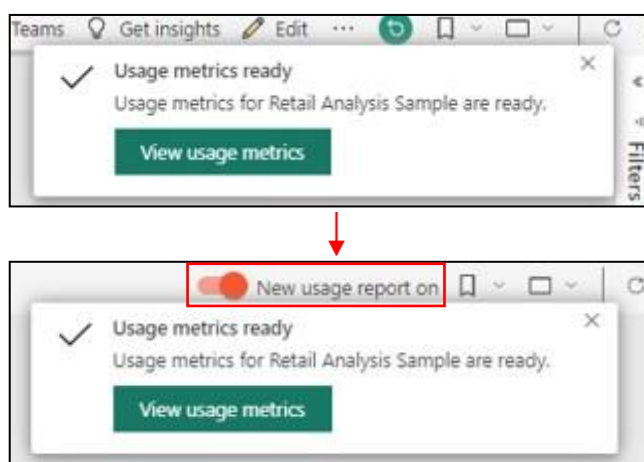 Teams Get insights Edit ...
Usage metrics ready
Usage metrics for Retail Analysis Sample are ready.
View usage metrics
Filters
New usage report on
Usage metrics ready
Usage metrics for Retail Analysis Sample are ready.
View usage metrics